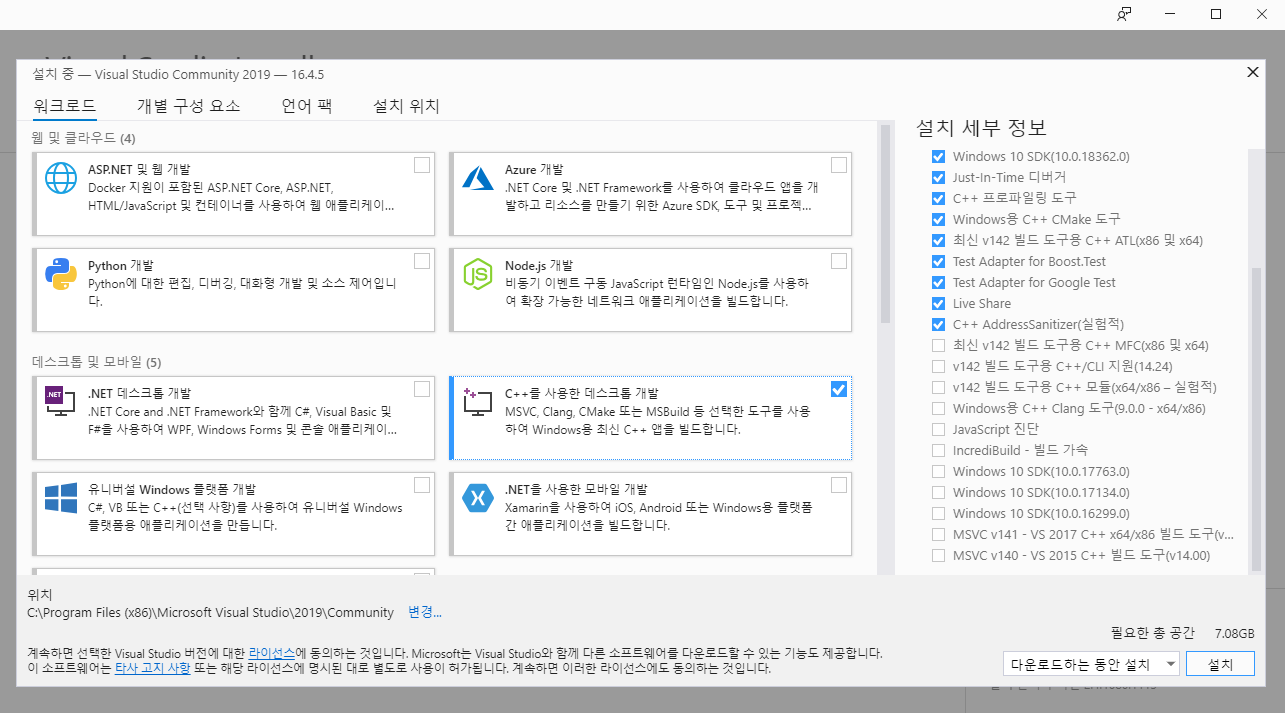 설치 중 — Visual Studio Community 2019 — 16.4.5
워크로드
개별 구성 요소
언어 팩
설치 위치
웹 및 클라우드 (4)
ASP.NET 및 웹 개발
Docker 지원이 포함된 ASP.NET Core, ASP.NET,
HTML/JavaScript 및 컨테이너를 사용하여 웹 애플리케이...
Azure 개발
.NET Core 및 .NET Framework를 사용하여 클라우드 앱을 개
발하고 리소스를 만들기 위한 Azure SDK, 도구 및 프로젝...
Python 개발
Python에 대한 편집, 디버깅, 대화형 개발 및 소스 제어입니
다.
Node.js 개발
비동기 이벤트 구동 JavaScript 런타임인 Node.js를 사용하
여 확장 가능한 네트워크 애플리케이션을 빌드합니다.
데스크톱 및 모바일 (5)
.NET
.NET 데스크톱 개발
.NET Core and .NET Framework와 함께 C#, Visual Basic 및
F#을 사용하여 WPF, Windows Forms 및 콘솔 애플리케이...
C++를 사용한 데스크톱 개발
MSVC, Clang, CMake 또는 MSBuild 등 선택한 도구를 사용
하여 Windows용 최신 C++ 앱을 빌드합니다.
유니버설 Windows 플랫폼 개발
C#, VB 또는 C++(선택 사항)를 사용하여 유니버설 Windows
플랫폼용 애플리케이션을 만듭니다.
.NET을 사용한 모바일 개발
Xamarin을 사용하여 iOS, Android 또는 Windows용 플랫폼
간 애플리케이션을 빌드합니다.
설치 세부 정보
Windows 10 SDK(10.0.18362.0)
Just-In-Time 디버거
C++ 프로파일링 도구
Windows용 C++ CMake 도구
최신 v142 빌드 도구용 C++ ATL(x86 및 x64)
Test Adapter for Boost.Test
Test Adapter for Google Test
Live Share
C++ AddressSanitizer(실험적)
최신 v142 빌드 도구용 C++ MFC(x86 및 x64)
v142 빌드 도구용 C++/CLI 지원(14.24)
v142 빌드 도구용 C++ 모듈(x64/x86 – 실험적)
Windows용 C++ Clang 도구(9.0.0 - x64/x86)
JavaScript 진단
IncrediBuild - 빌드 가속
Windows 10 SDK(10.0.17763.0)
Windows 10 SDK(10.0.17134.0)
Windows 10 SDK(10.0.16299.0)
MSVC v141 - VS 2017 C++ x64/x86 빌드 도구(v...
MSVC v140 - VS 2015 C++ 빌드 도구(v14.00)
위치
C:\Program Files (x86)\Microsoft Visual Studio\2019\Community 변경...
필요한 총 공간 7.08GB
계속하면 선택한 Visual Studio 버전에 대한 라이선스에 동의하는 것입니다. Microsoft는 Visual Studio와 함께 다른 소프트웨어를 다운로드할 수 있는 기능도 제공합니다.
이 소프트웨어는 타사 고지 사항 또는 해당 라이선스에 명시된 대로 별도로 사용이 허가됩니다. 계속하면 이러한 라이선스에도 동의하는 것입니다.
다운로드하는 동안 설치
설치